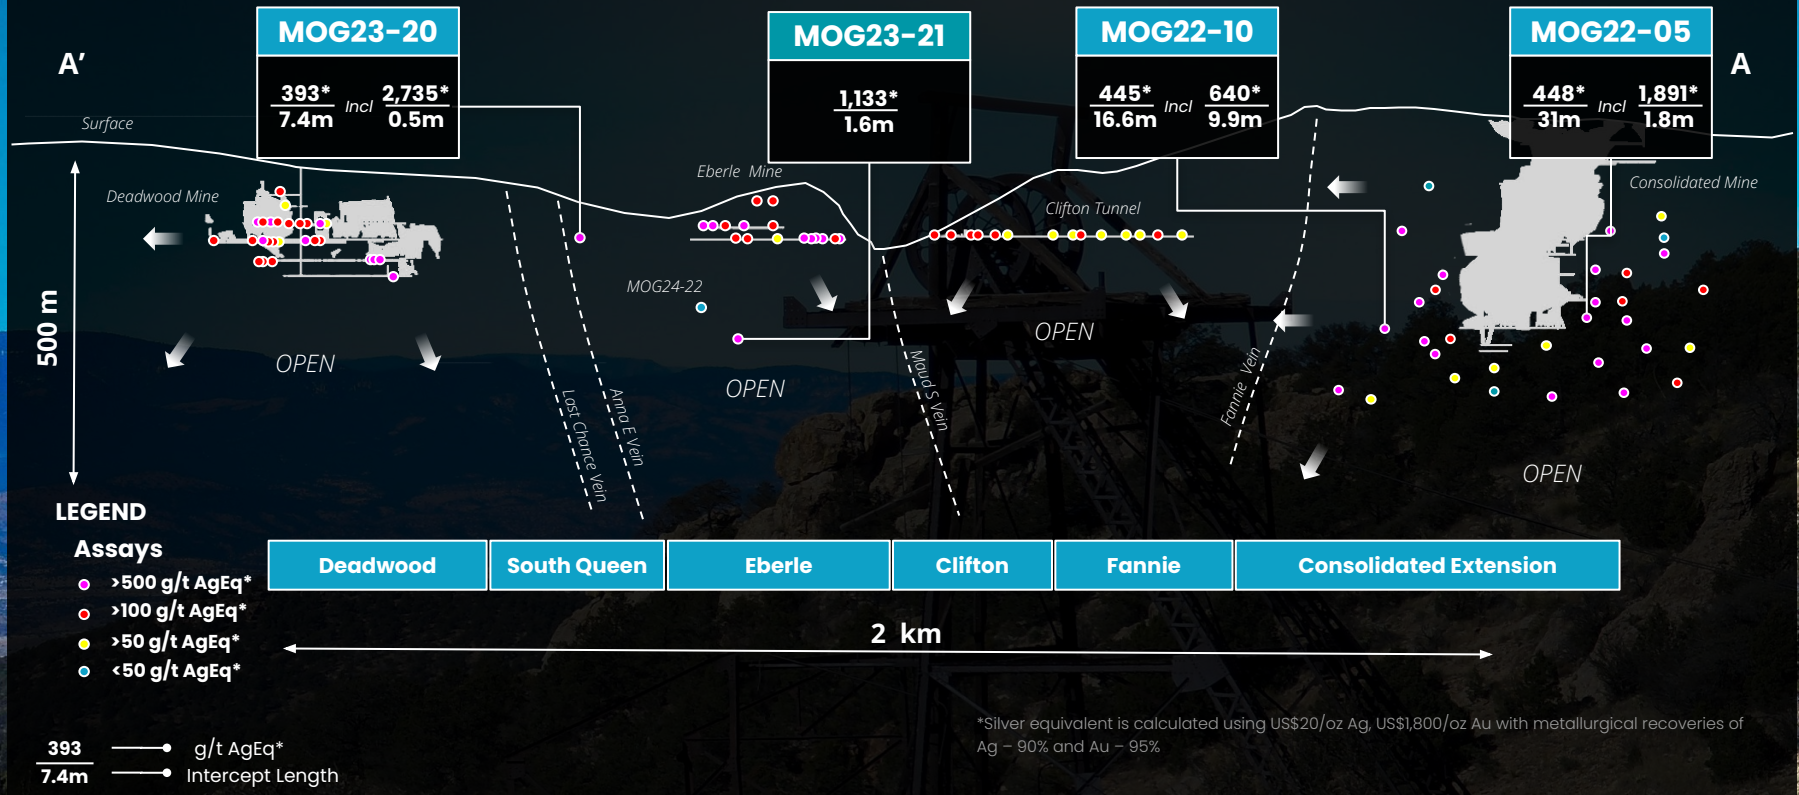 MOG23-20
MOG23-21
MOG22-10
MOG22-05
A'
A
393*
7.4m
Incl
2,735*
0.5m
1,133*
1.6m
445*
16.6m
Incl
640*
9.9m
448*
31m
Incl
1,891*
1.8m
Surface
Deadwood Mine
Eberle Mine
Clifton Tunnel
Consolidated Mine
MOG24-22
500 m
OPEN
OPEN
OPEN
OPEN
Last Chance Vein
Anna E Vein
Maud S Vein
Fannie Vein
LEGEND
Assays
>500 g/t AgEq*
>100 g/t AgEq*
>50 g/t AgEq*
<50 g/t AgEq*
Deadwood
South Queen
Eberle
Clifton
Fannie
Consolidated Extension
2 km
*Silver equivalent is calculated using US$20/oz Ag, US$1,800/oz Au with metallurgical recoveries of
Ag – 90% and Au – 95%
393
7.4m
g/t AgEq*
Intercept Length